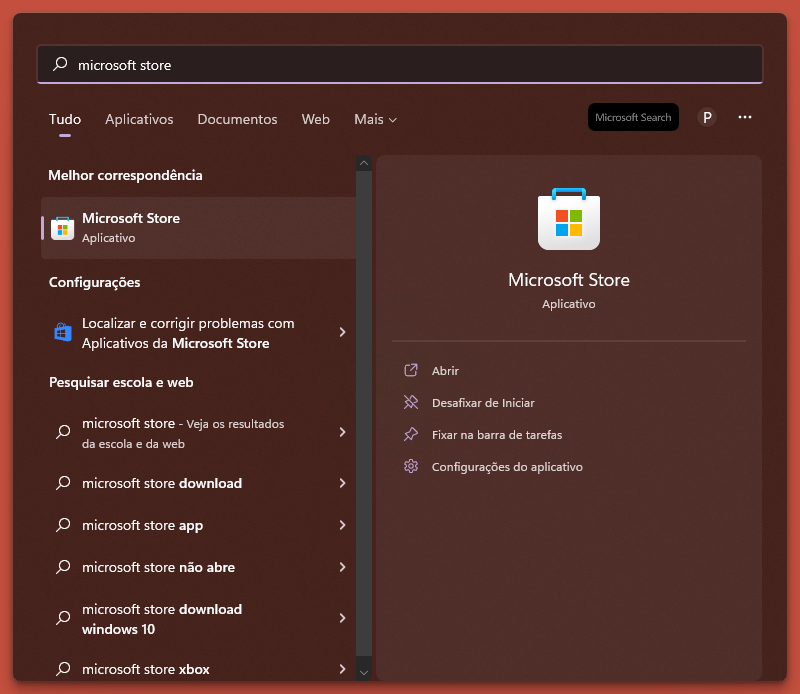 microsoft store
Tudo Aplicativos Documentos Web Mais Microsoft Search P
Melhor correspondência
Microsoft Store
Aplicativo
Configurações
Localizar e corrigir problemas com
Aplicativos da Microsoft Store
Pesquisar escola e web
microsoft store - Veja os resultados
da escola e da web
microsoft store download
microsoft store app
microsoft store não abre
microsoft store download
windows 10
microsoft store xbox
Microsoft Store
Aplicativo
Abrir
Desafixar de Iniciar
Fixar na barra de tarefas
Configurações do aplicativo